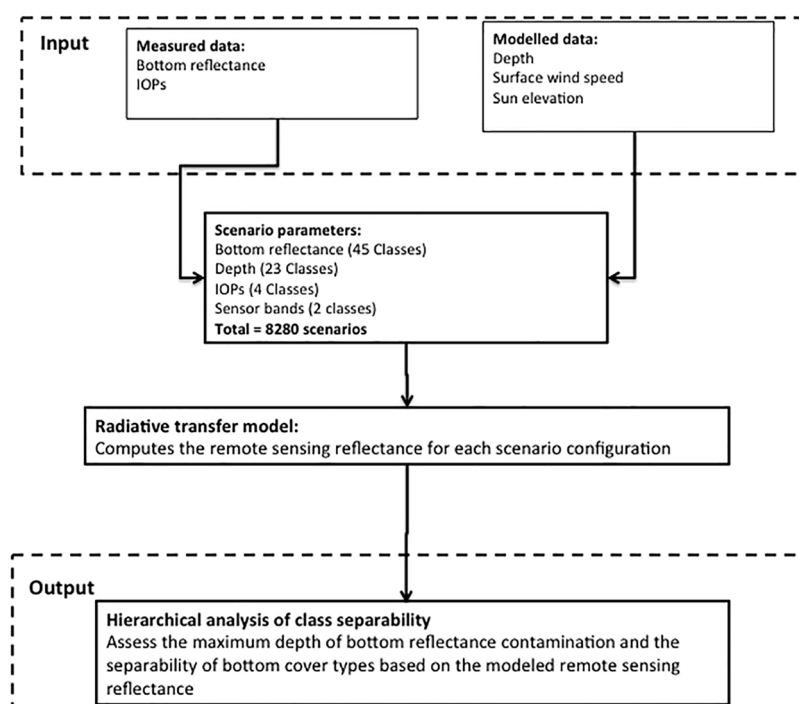 Input
Measured data:
Bottom reflectance
IOPs
Modelled data:
Depth
Surface wind speed
Sun elevation
Scenario parameters:
Bottom reflectance (45 Classes)
Depth (23 Classes)
IOPs (4 Classes)
Sensor bands (2 classes)
Total = 8280 scenarios
Radiative transfer model:
Computes the remote sensing reflectance for each scenario configuration
Output
Hierarchical analysis of class separability
Assess the maximum depth of bottom reflectance contamination and the
separability of bottom cover types based on the modeled remote sensing
reflectance